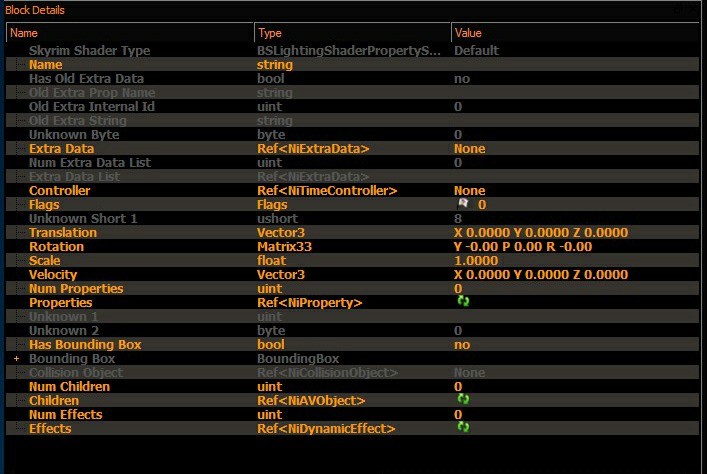 Block Details
Name Type Value
Skyrim Shader Type BSLightingShaderPropertyS... Default
Name string
Has Old Extra Data bool no
Old Extra Prop Name string
Old Extra Internal Id uint 0
Old Extra String string
Unknown Byte byte 0
Extra Data Ref<NiExtraData> None
Num Extra Data List uint 0
Extra Data List Ref<NiExtraData>
Controller Ref<NiTimeController> None
Flags Flags 0
Unknown Short 1 ushort 8
Translation Vector3 X 0.0000 Y 0.0000 Z 0.0000
Rotation Matrix33 Y -0.00 P 0.00 R -0.00
Scale float 1.0000
Velocity Vector3 X 0.0000 Y 0.0000 Z 0.0000
Num Properties uint 0
Properties Ref<NiProperty>
Unknown 1 uint
Unknown 2 byte 0
Has Bounding Box bool no
Bounding Box BoundingBox
Collision Object Ref<NiCollisionObject> None
Num Children uint 0
Children Ref<NiAVObject>
Num Effects uint 0
Effects Ref<NiDynamicEffect>